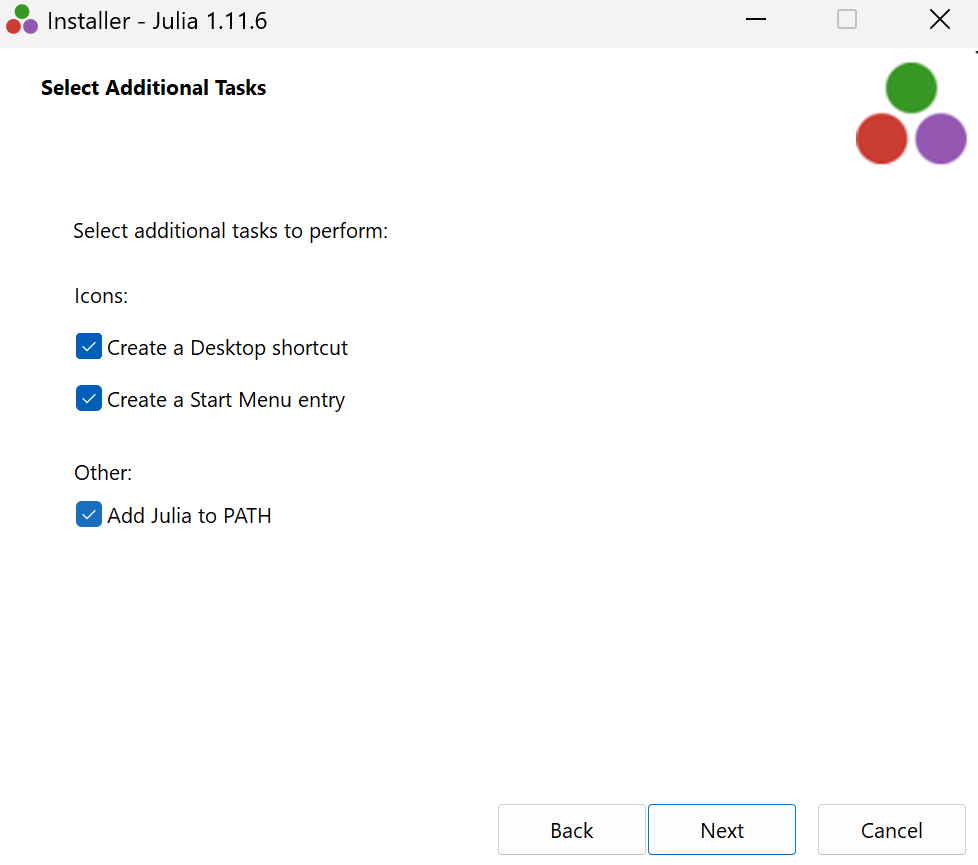 Installer - Julia 1.11.6
Select Additional Tasks
Select additional tasks to perform:
Icons:
Create a Desktop shortcut
Create a Start Menu entry
Other:
Add Julia to PATH
Back Next Cancel